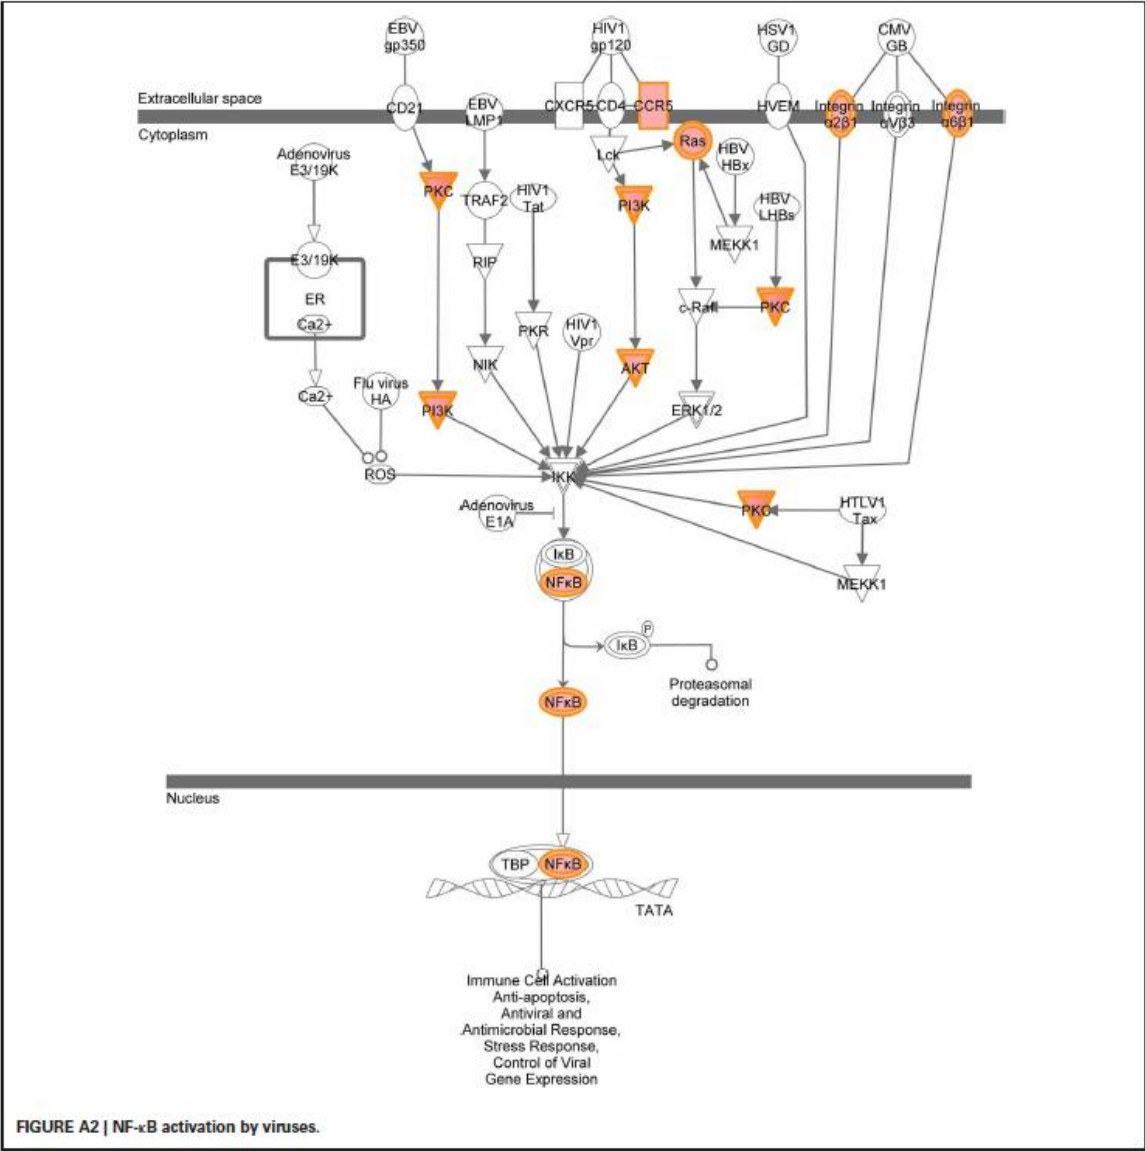 EBV
gp350
HIV1
gp120
HSV1
GD
CMV
GB
Extracellular space
CD21
EBV
LMP1
CXCR5
CD4
CCR5
HVEM
Integrin
α2β1
Integrin
αVβ3
Integrin
α6β1
Cytoplasm
Adenovirus
E3/19K
Lck
Ras
HBV
HBx
PKC
TRAF2
HIV1
Tat
PI3K
HBV
LHBs
MEKK1
E3/19K
RIP
ER
Ca2+
PKR
HIV1
Vpr
c-Raf
PKC
NIK
AKT
Ca2+
Flu virus
HA
PI3K
ERK1/2
ROS
IKK
Adenovirus
E1A
PKC
HTLV1
Tax
IκB
NFκB
MEKK1
P
IκB
Proteasomal
degradation
NFκB
Nucleus
TBP
NFκB
TATA
Immune Cell Activation
Anti-apoptosis,
Antiviral and
.Antimicrobial Response,
Stress Response,
Control of Viral
Gene Expression
FIGURE A2 | NF-κB activation by viruses.